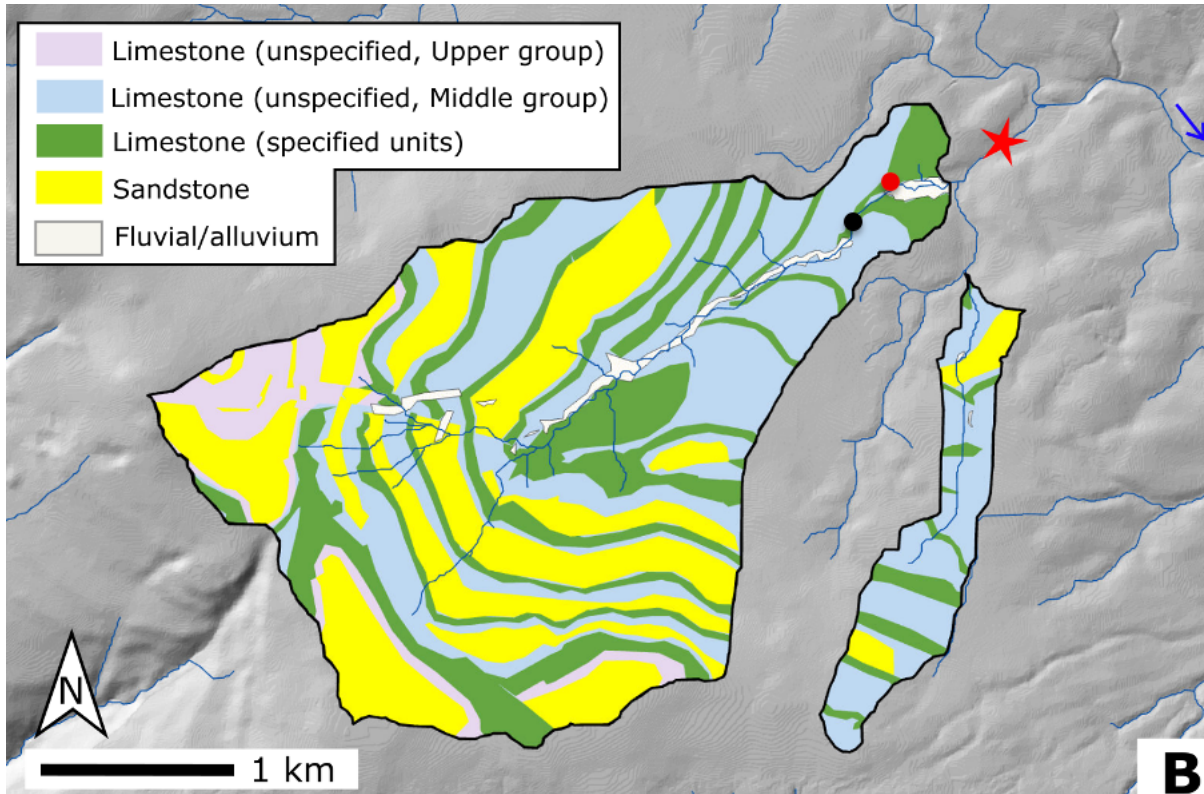 Limestone (unspecified, Upper group)
Limestone (unspecified, Middle group)
Limestone (specified units)
Sandstone
Fluvial/alluvium
N
1 km
B